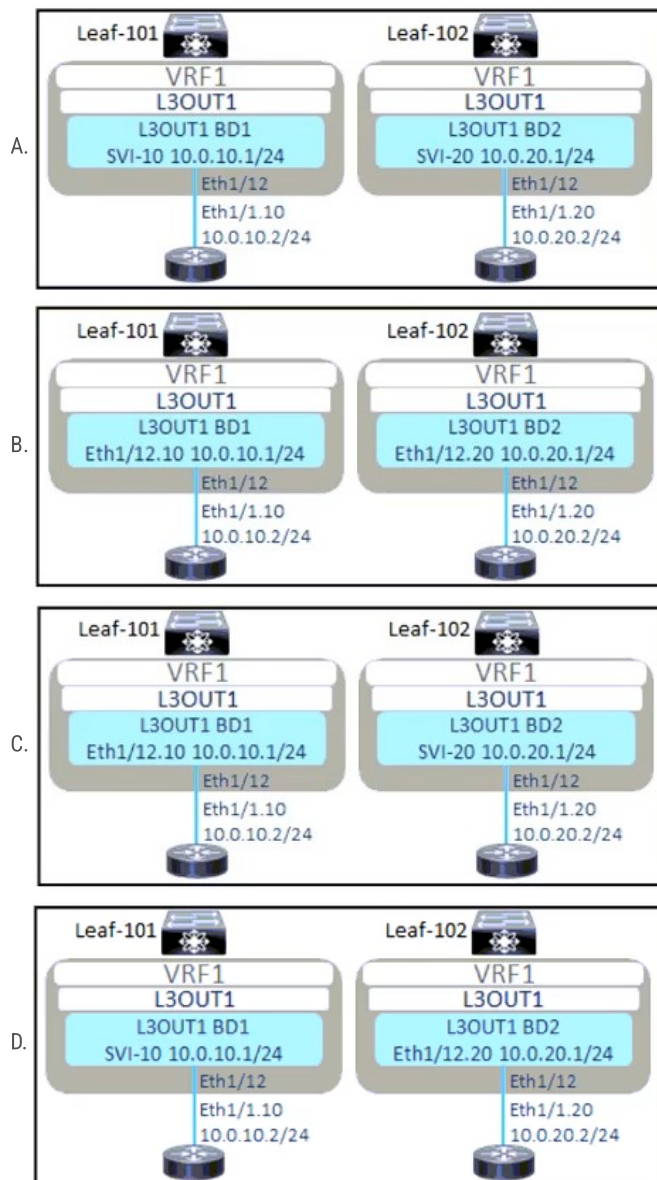 A.
Leaf-101
Leaf-102
VRF1
VRF1
L3OUT1
L3OUT1
L3OUT1 BD1
L3OUT1 BD2
SVI-10 10.0.10.1/24
SVI-20 10.0.20.1/24
Eth1/12
Eth1/12
Eth1/1.10
Eth1/1.20
10.0.10.2/24
10.0.20.2/24
B.
Leaf-101
Leaf-102
VRF1
VRF1
L3OUT1
L3OUT1
L3OUT1 BD1
L3OUT1 BD2
Eth1/12.10 10.0.10.1/24
Eth1/12.20 10.0.20.1/24
Eth1/12
Eth1/12
Eth1/1.10
Eth1/1.20
10.0.10.2/24
10.0.20.2/24
C.
Leaf-101
Leaf-102
VRF1
VRF1
L3OUT1
L3OUT1
L3OUT1 BD1
L3OUT1 BD2
Eth1/12.10 10.0.10.1/24
SVI-20 10.0.20.1/24
Eth1/12
Eth1/12
Eth1/1.10
Eth1/1.20
10.0.10.2/24
10.0.20.2/24
D.
Leaf-101
Leaf-102
VRF1
VRF1
L3OUT1
L3OUT1
L3OUT1 BD1
L3OUT1 BD2
SVI-10 10.0.10.1/24
Eth1/12.20 10.0.20.1/24
Eth1/12
Eth1/12
Eth1/1.10
Eth1/1.20
10.0.10.2/24
10.0.20.2/24